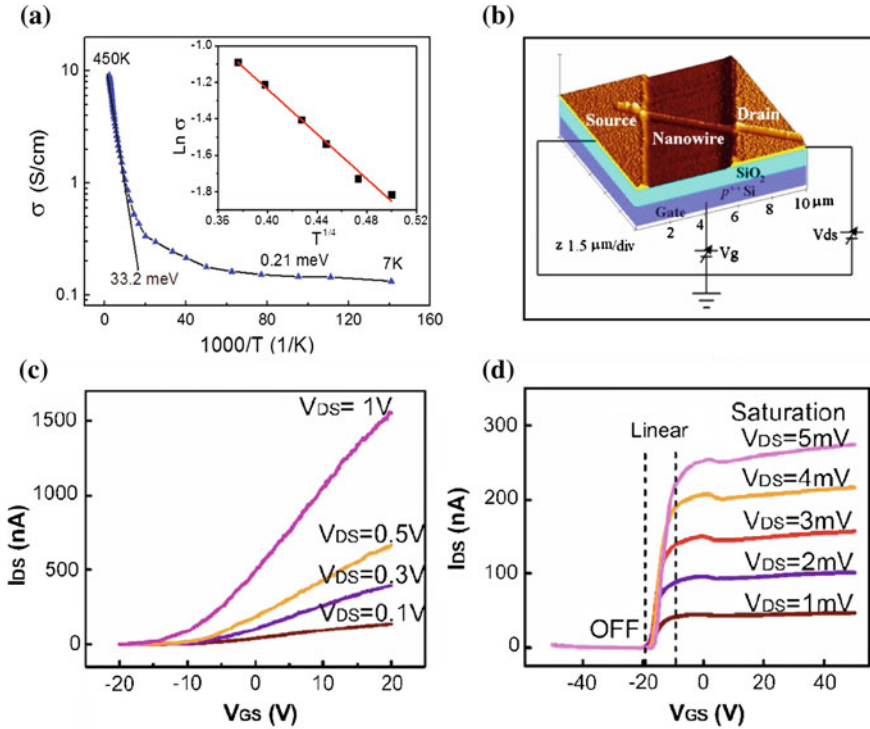 (a)
σ (S/cm)
10
1
0.1
450K
33.2 meV
0.21 meV
7K
0 20 40 60 80 100 120 140 160
1000/T (1/K)
Ln σ
-1.0
-1.2
-1.4
-1.6
-1.8
0.36 0.40 0.44 0.48 0.52
T^1/4
(b)
Source
Nanowire
Drain
SiO₂
p⁺⁺ Si
Gate
2 4 6 8 10 μm
z 1.5 μm/div
Vg
Vds
(c)
IDS (nA)
1500
1000
500
0
VDS= 1V
VDS=0.5V
VDS=0.3V
VDS=0.1V
-20 -10 0 10 20
VGS (V)
(d)
IDS (nA)
300
200
100
0
Linear
Saturation
VDS=5mV
VDS=4mV
VDS=3mV
VDS=2mV
VDS=1mV
OFF
-40 -20 0 20 40
VGS (V)